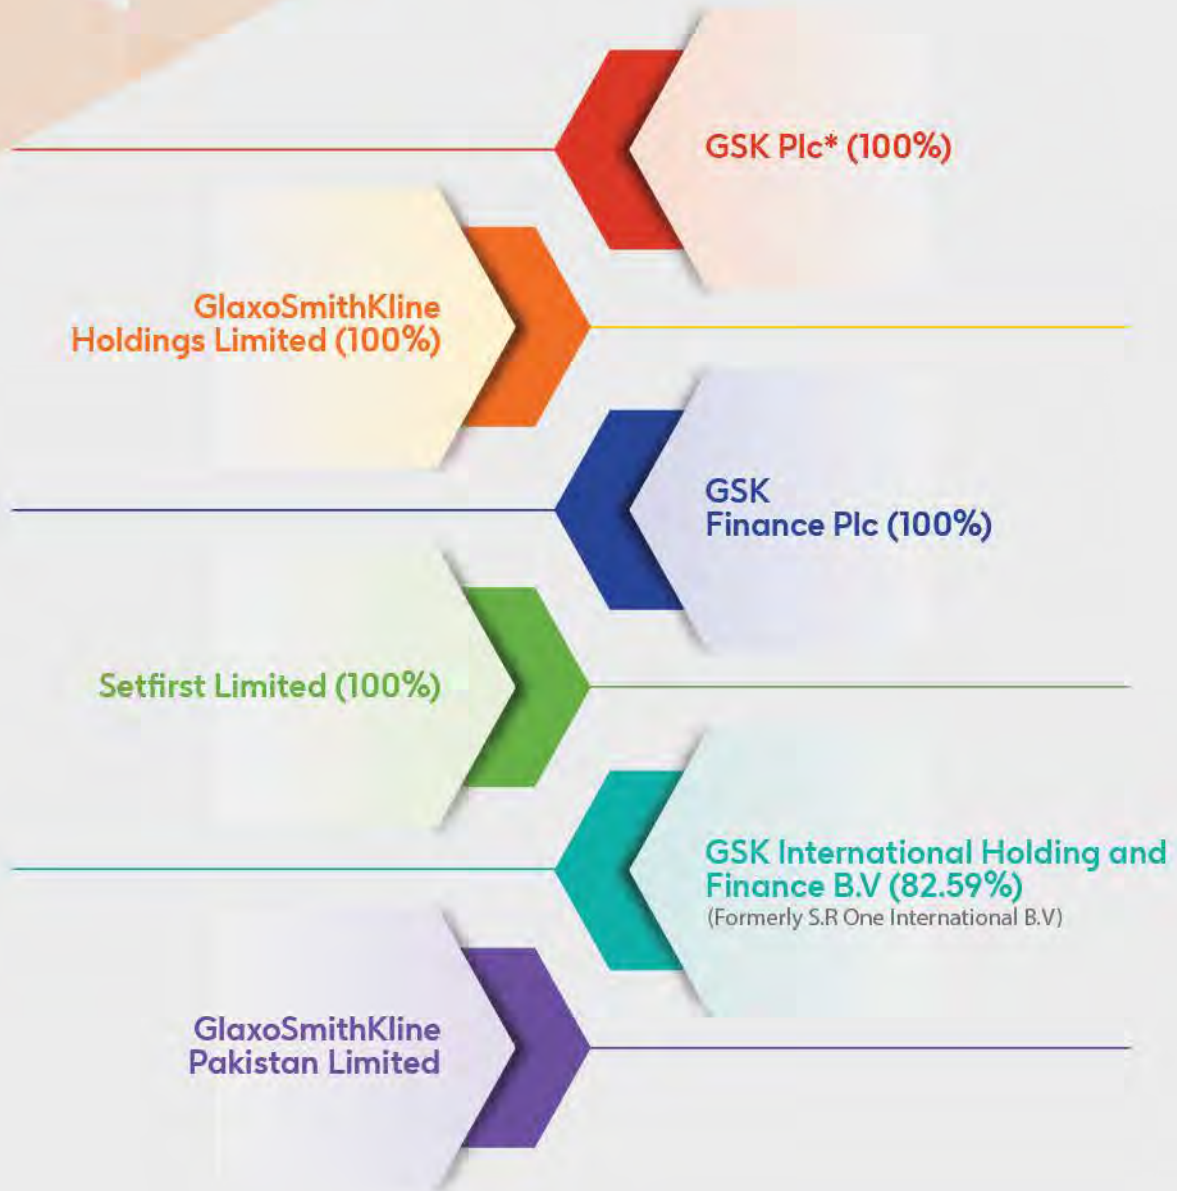 GSK Plc* (100%)
GlaxoSmithKline
Holdings Limited (100%)
GSK
Finance Plc (100%)
Setfirst Limited (100%)
GSK International Holding and
Finance B.V (82.59%)
(Formerly S.R One International B.V)
GlaxoSmithKline
Pakistan Limited